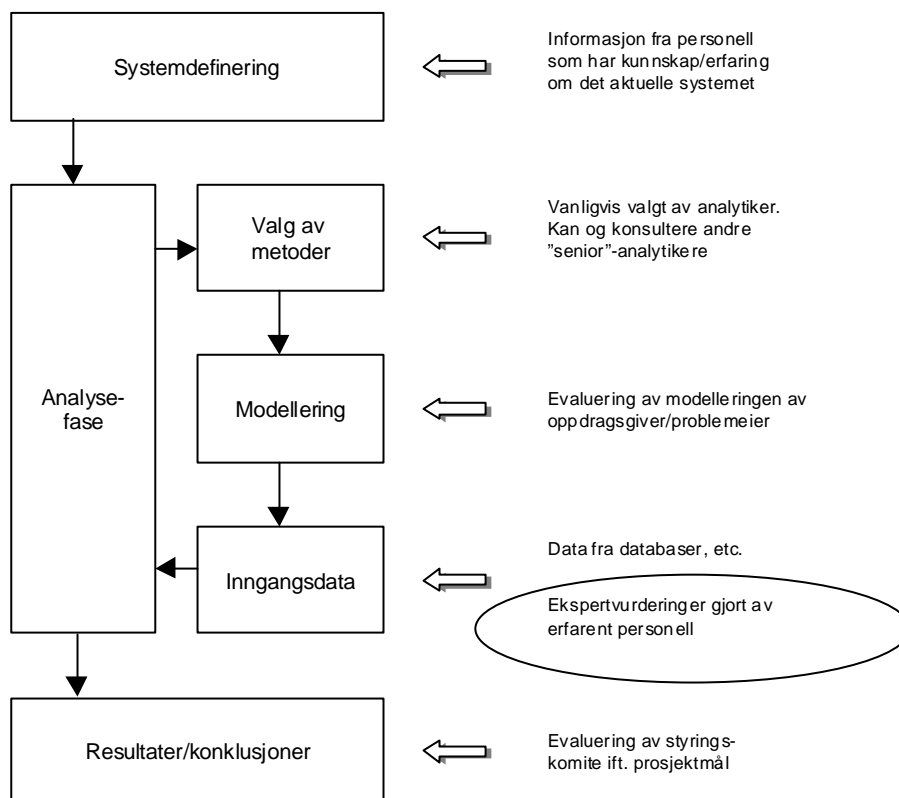 Systemdefinering
Informasjon fra personell
som har kunnskap/erfaring
om det aktuelle systemet
Valg av
metoder
Vanligvis valgt av analytiker.
Kan og konsultere andre
”senior”-analytikere
Analyse-
fase
Modellering
Evaluering av modelleringen av
oppdragsgiver/problemeier
Inngangsdata
Data fra databaser, etc.
Ekspertvurderinger gjort av
erfarent personell
Resultater/konklusjoner
Evaluering av styrings-
komite ift. prosjektmål